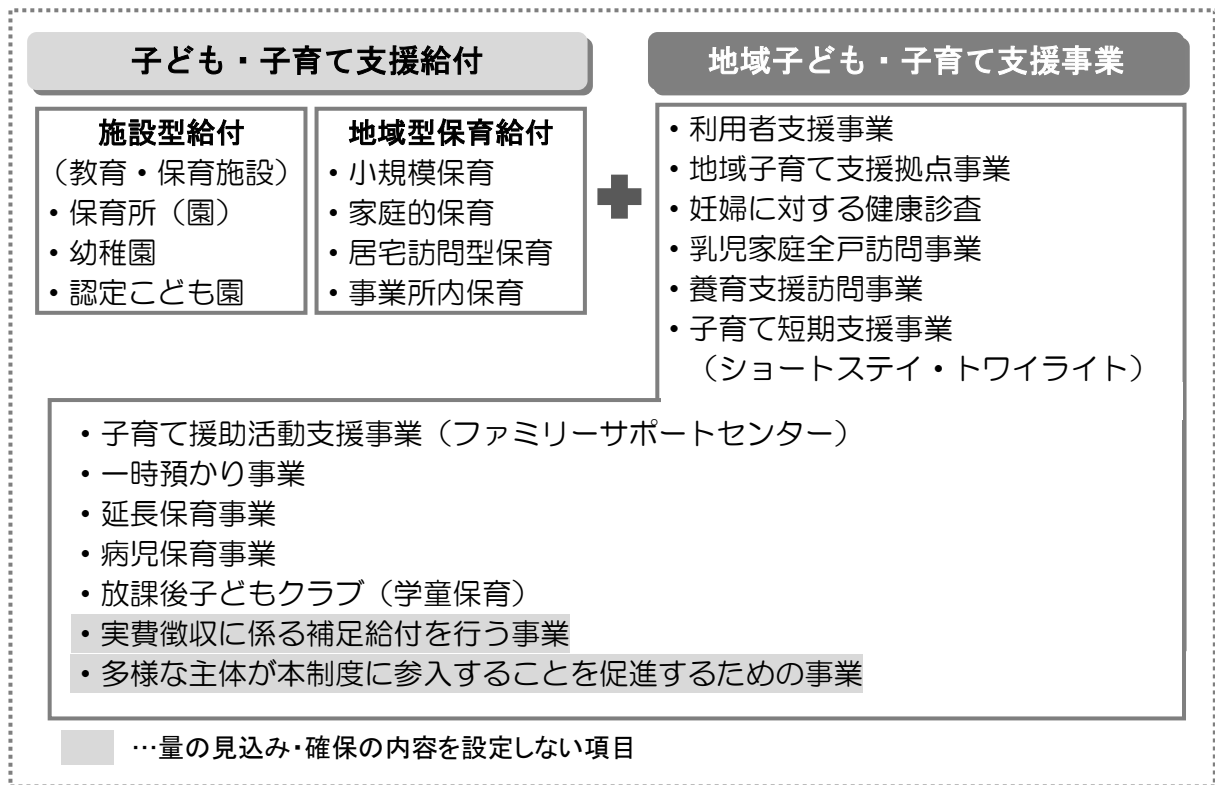 子ども・子育て支援給付
施設型給付
（教育・保育施設）
・保育所（園）
・幼稚園
・認定こども園
地域型保育給付
・小規模保育
・家庭的保育
・居宅訪問型保育
・事業所内保育
地域子ども・子育て支援事業
・利用者支援事業
・地域子育て支援拠点事業
・妊婦に対する健康診査
・乳児家庭全戸訪問事業
・養育支援訪問事業
・子育て短期支援事業
（ショートステイ・トワイライト）
・子育て援助活動支援事業（ファミリーサポートセンター）
・一時預かり事業
・延長保育事業
・病児保育事業
・放課後子どもクラブ（学童保育）
・実費徴収に係る補足給付を行う事業
・多様な主体が本制度に参入することを促進するための事業
…量の見込み・確保の内容を設定しない項目